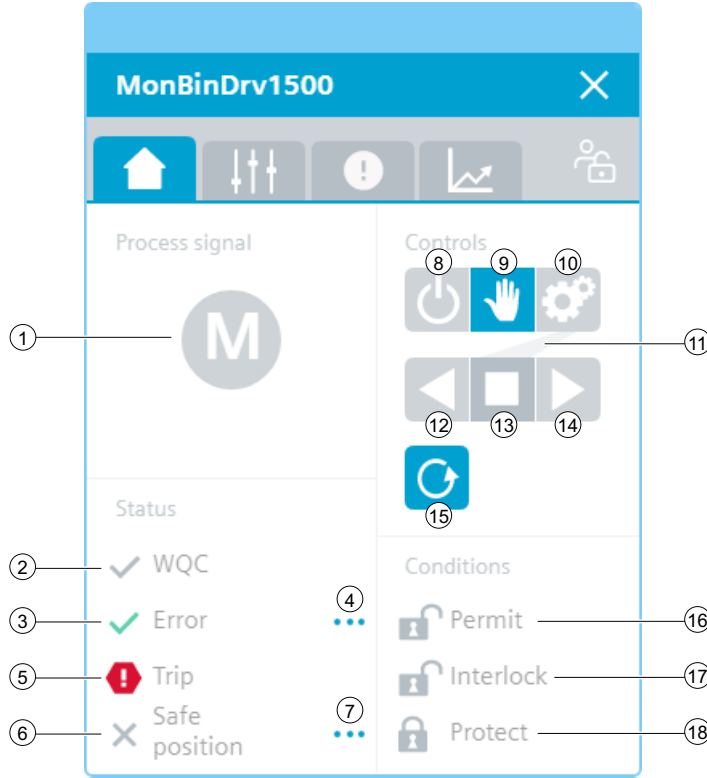 MonBinDrv1500
Process signal
Controls
8
9
10
1
M
11
12
13
14
15
Status
2
WQC
Conditions
3
Error
4
Permit
16
5
Trip
Interlock
17
6
Safe
position
7
Protect
18